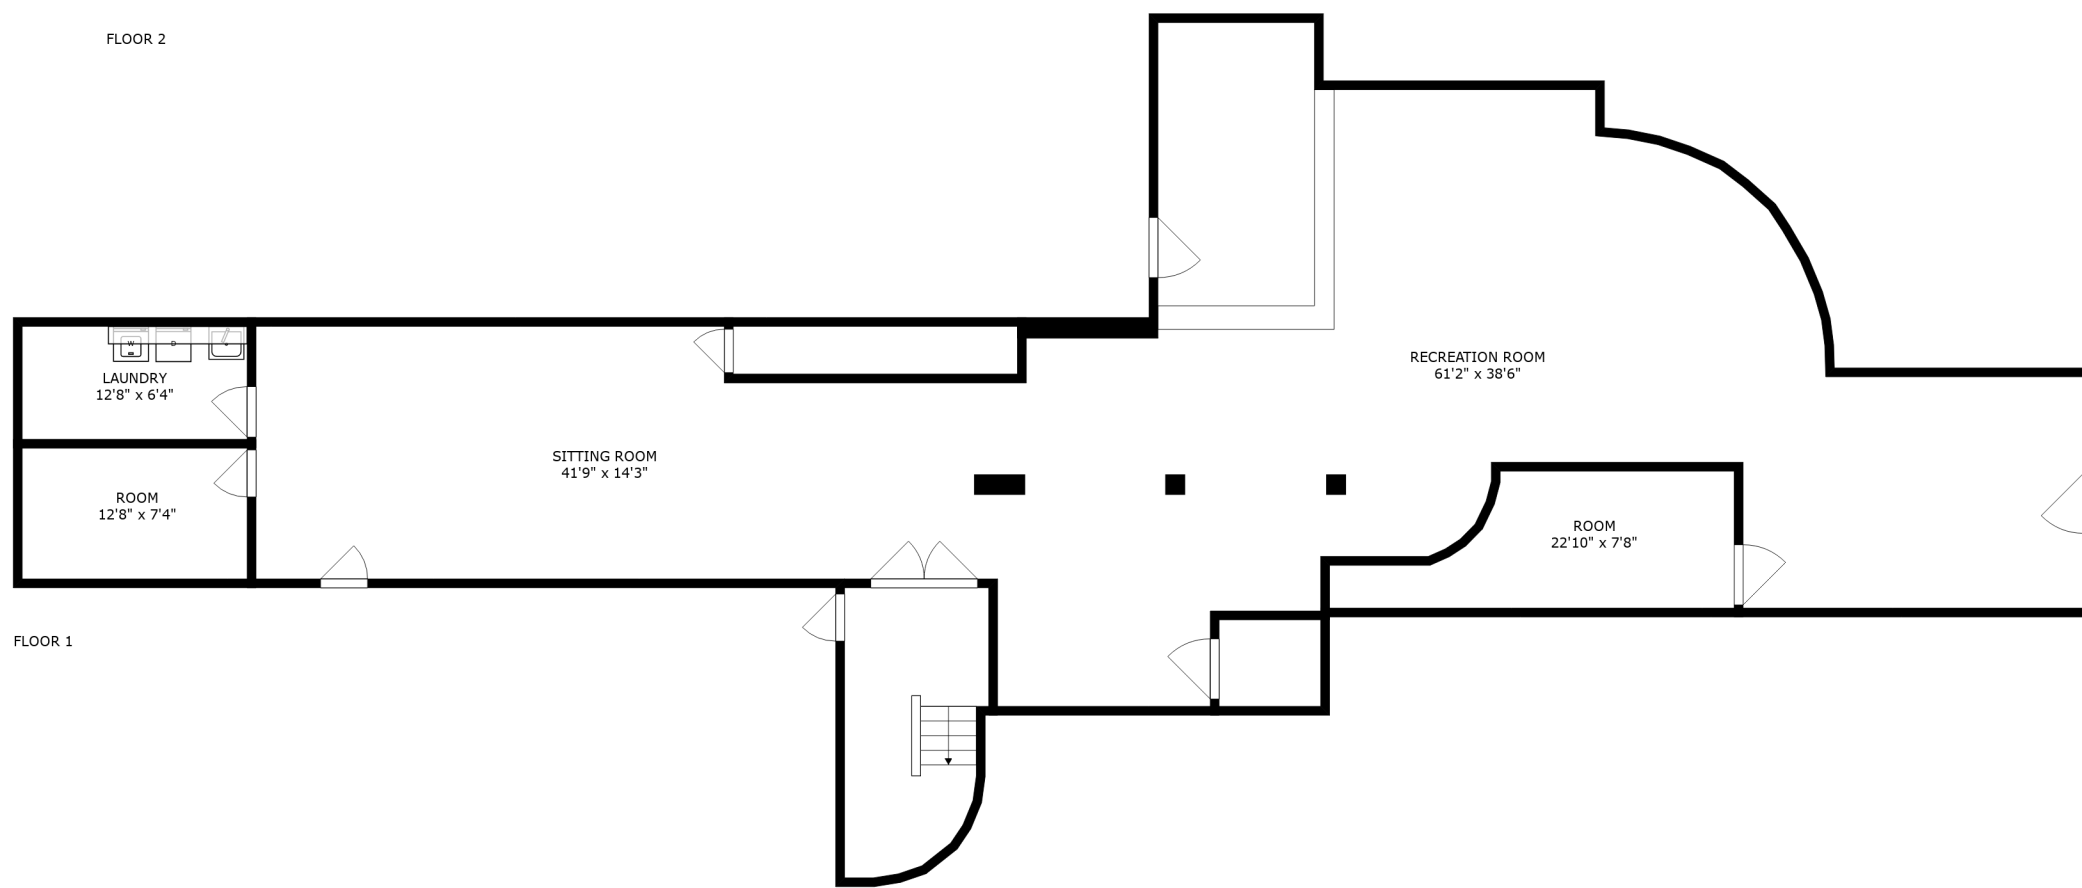 FLOOR 2
RECREATION ROOM
61'2" x 38'6"
W
D
LAUNDRY
12'8" x 6'4"
SITTING ROOM
41'9" x 14'3"
ROOM
12'8" x 7'4"
ROOM
22'10" x 7'8"
FLOOR 1